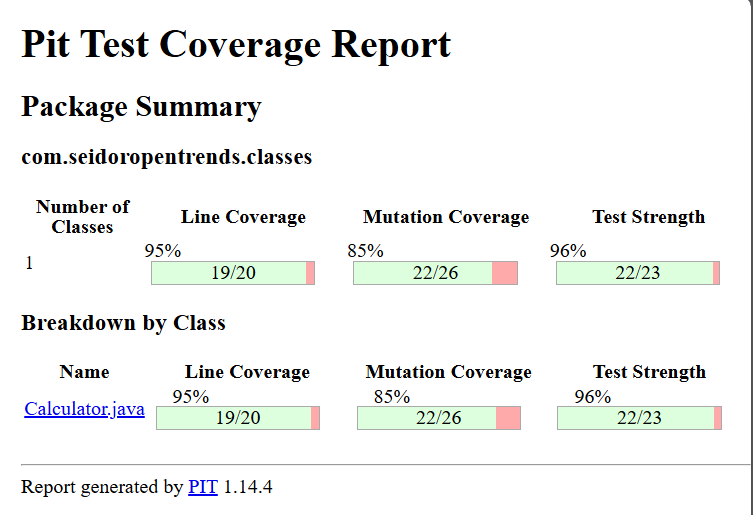 Pit Test Coverage Report
Package Summary
com.seidoropentrends.classes
Number of Classes Line Coverage Mutation Coverage Test Strength
1 95% 19/20 85% 22/26 96% 22/23
Breakdown by Class
Name Line Coverage Mutation Coverage Test Strength
Calculator.java 95% 19/20 85% 22/26 96% 22/23
Report generated by PIT 1.14.4